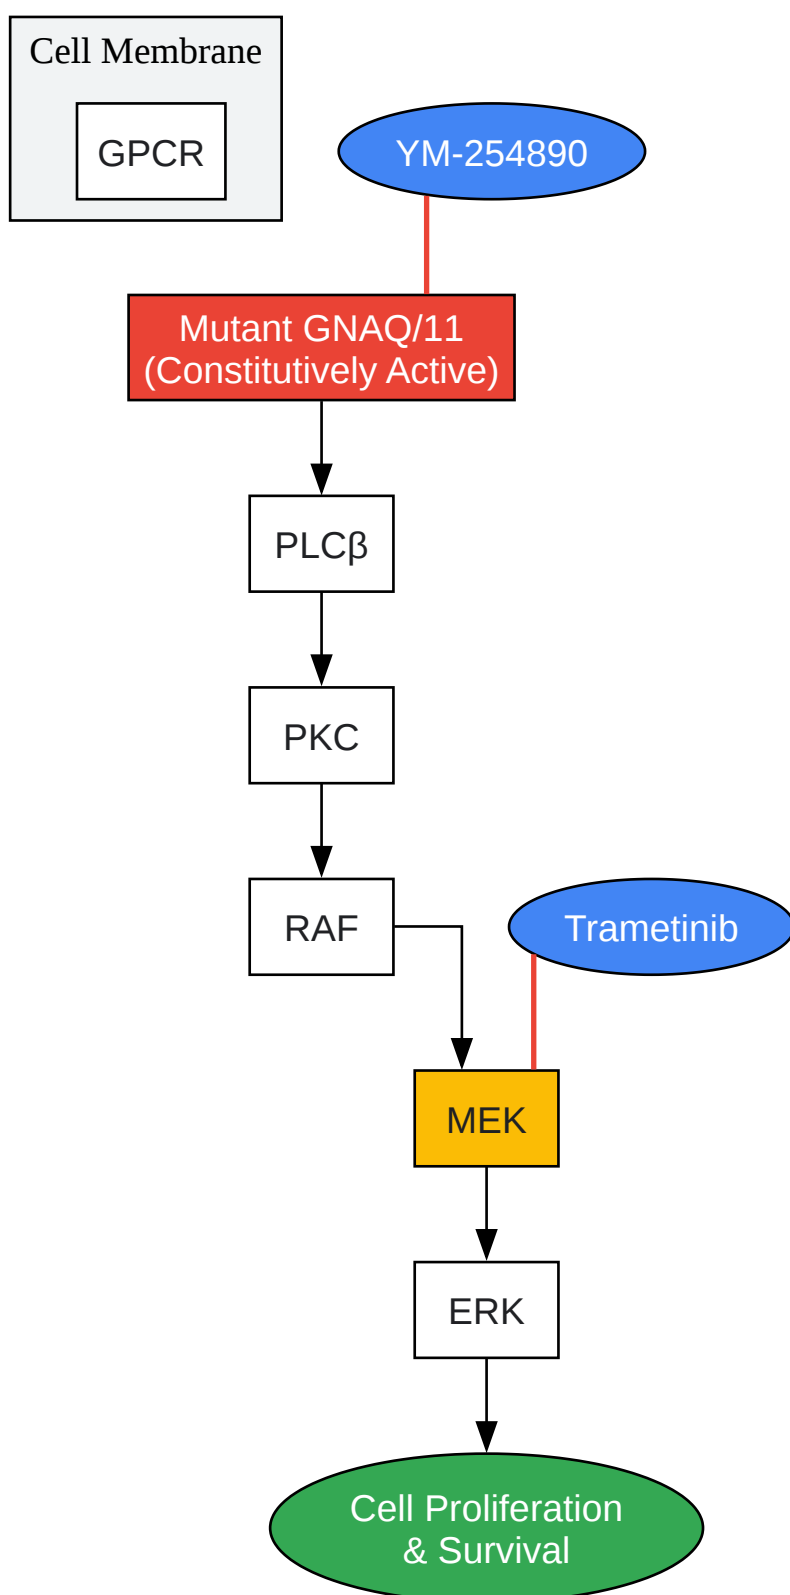 Cell Membrane
GPCR
YM-254890
Mutant GNAQ/11
(Constitutively Active)
PLCβ
PKC
RAF
Trametinib
MEK
ERK
Cell Proliferation
& Survival